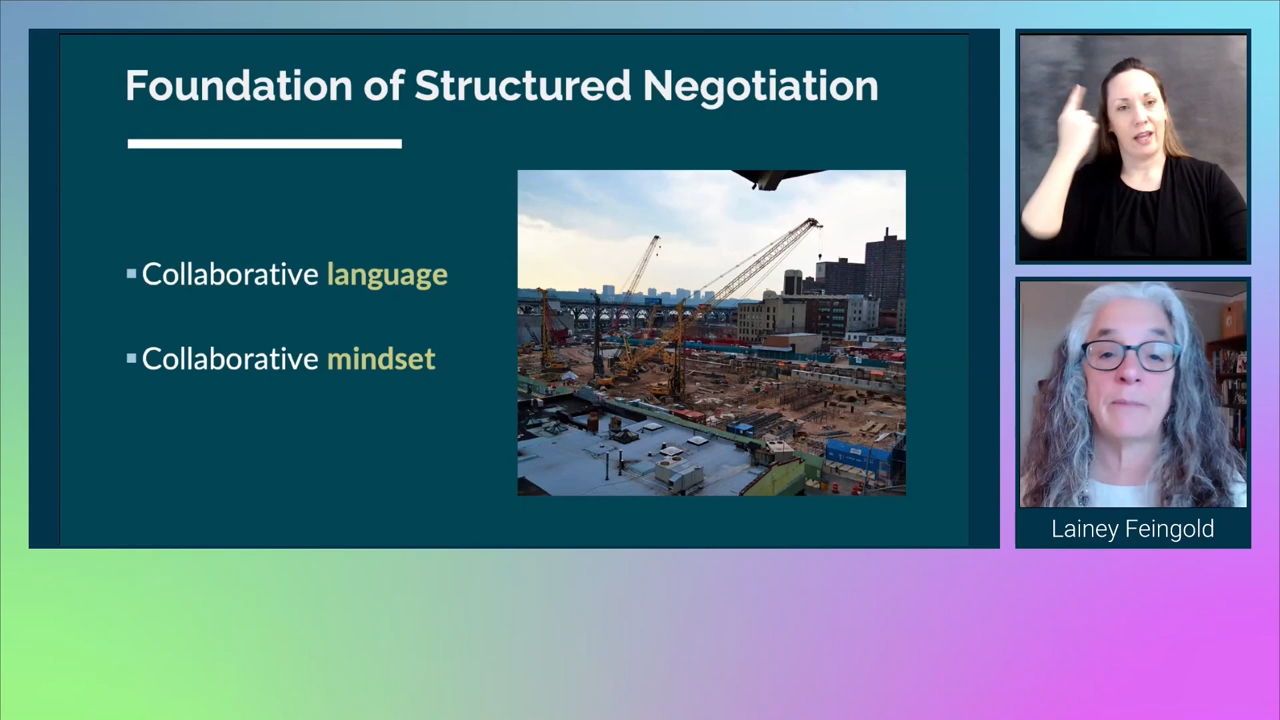 Foundation of Structured Negotiation
Collaborative language
Collaborative mindset
Lainey Feingold